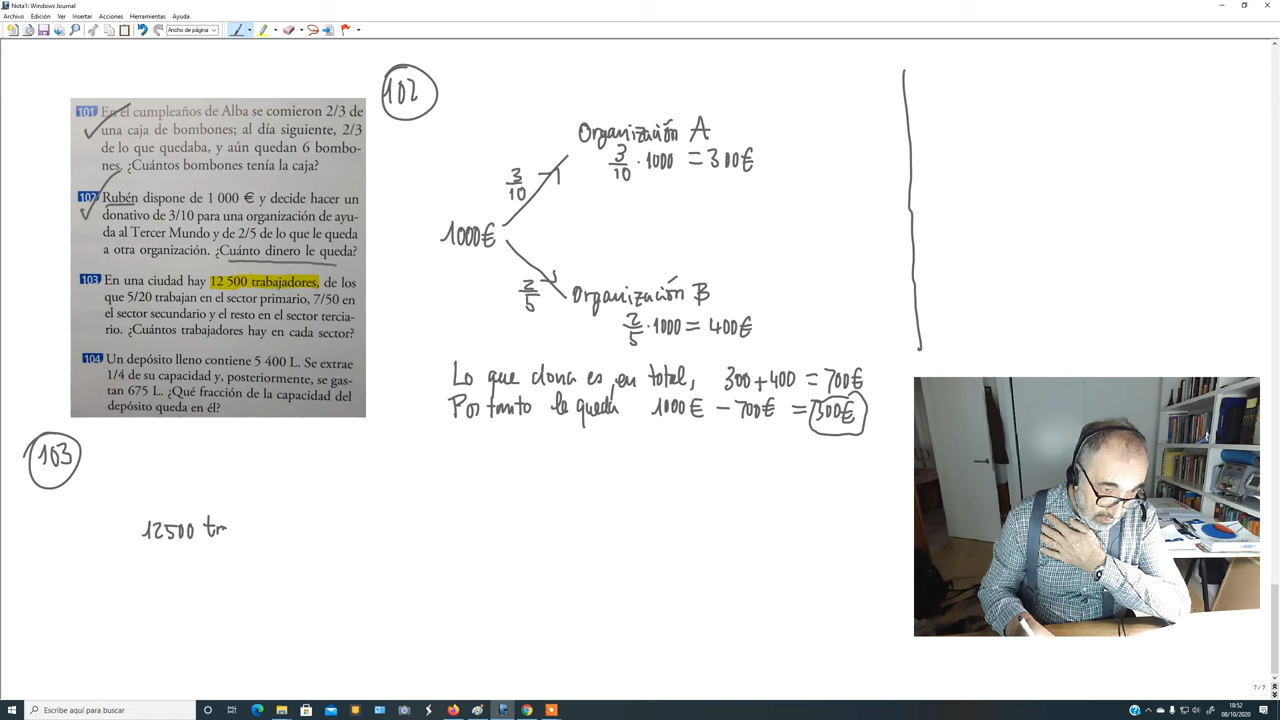 Nota1: Windows Journal
Archivo Edición Ver Insertar Acciones Herramientas Ayuda
Ancho de página
101 En el cumpleaños de Alba se comieron 2/3 de
una caja de bombones; al día siguiente, 2/3
de lo que quedaba, y aún quedan 6 bombo-
nes. ¿Cuántos bombones tenía la caja?
102 Rubén dispone de 1 000 € y decide hacer un
donativo de 3/10 para una organización de ayu-
da al Tercer Mundo y de 2/5 de lo que le queda
a otra organización. ¿Cuánto dinero le queda?
103 En una ciudad hay 12 500 trabajadores, de los
que 5/20 trabajan en el sector primario, 7/50 en
el sector secundario y el resto en el sector tercia-
rio. ¿Cuántos trabajadores hay en cada sector?
104 Un depósito lleno contiene 5 400 L. Se extrae
1/4 de su capacidad y, posteriormente, se gas-
tan 675 L. ¿Qué fracción de la capacidad del
depósito queda en él?
102
Organización A
3/10 · 1000 = 300€
3/10
1000€
2/5
Organización B
2/5 · 1000 = 400€
Lo que dona es, en total, 300+400 = 700€
Por tanto le queda 1000€ - 700€ = 300€
103
12500 tr
7 / 7
Escribe aquí para buscar
18:52
08/10/2020